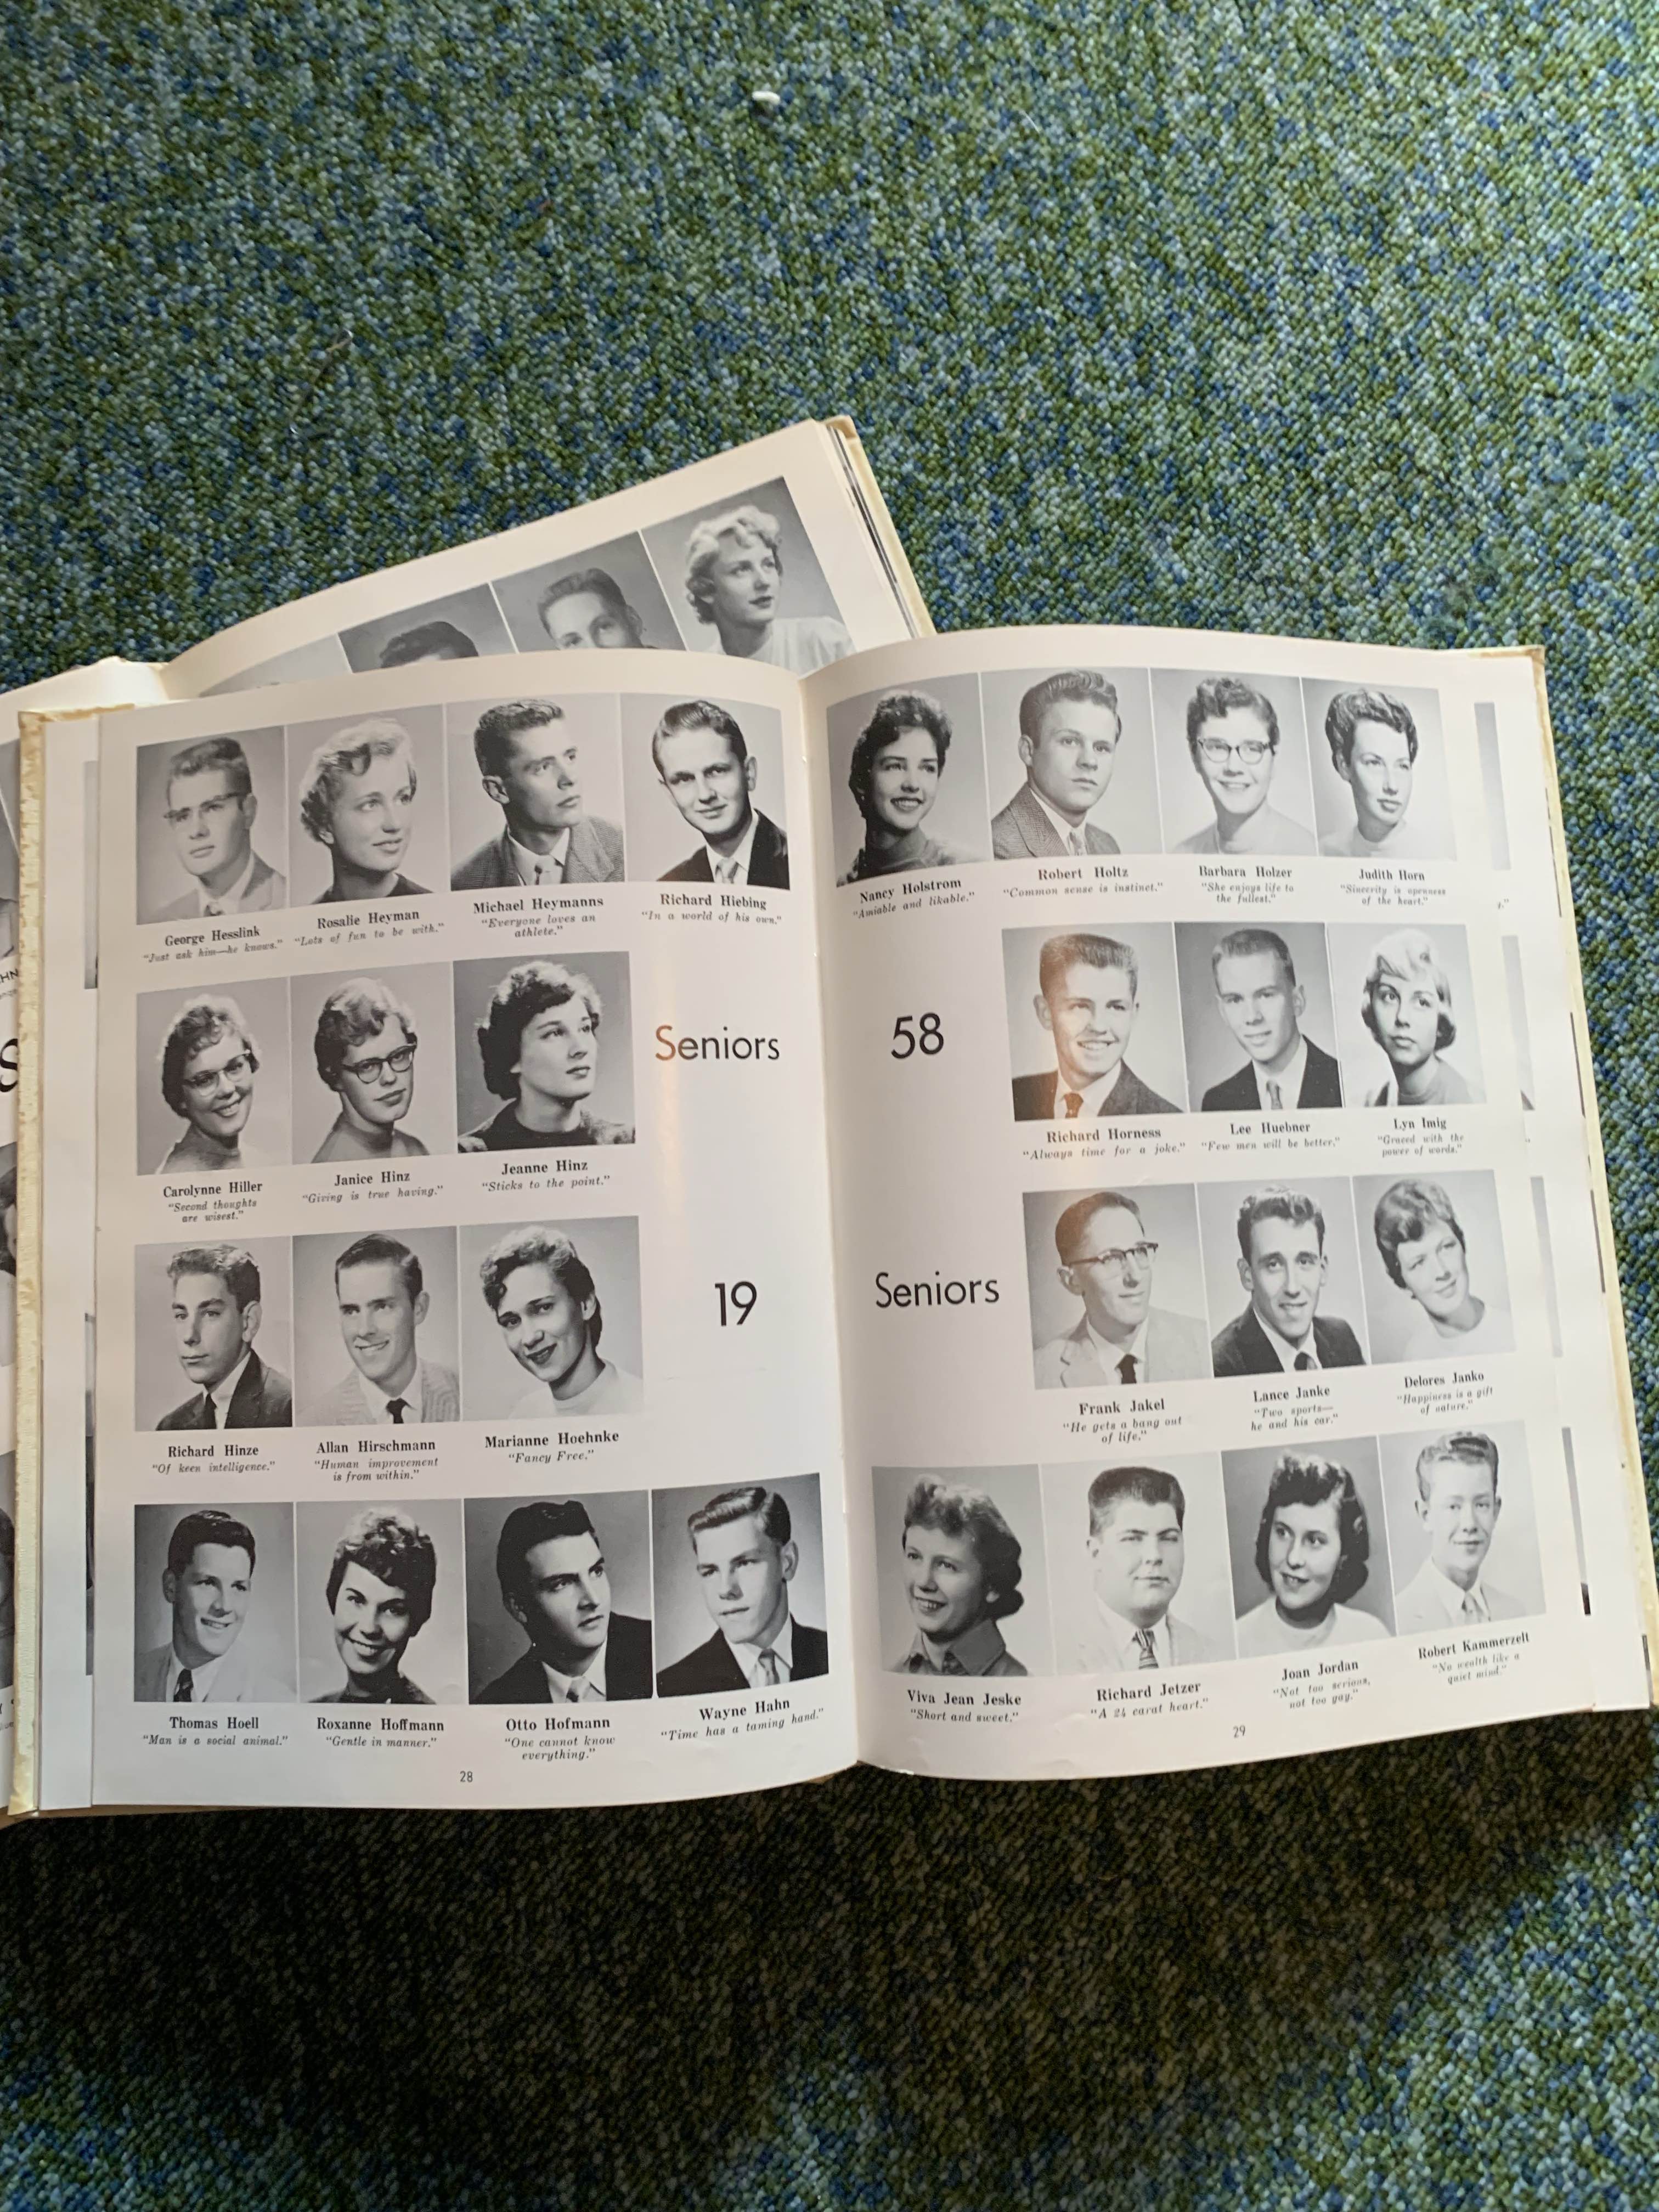 George Hesslink
"Just ask him—he knows."
Rosalie Heyman
"Lots of fun to be with."
Michael Heymanns
"Everyone loves an
athlete."
Richard Hiebing
"In a world of his own."
Carolynne Hiller
"Second thoughts
are wisest."
Janice Hinz
"Giving is true having."
Jeanne Hinz
"Sticks to the point."
Seniors
Richard Hinze
"Of keen intelligence."
Allan Hirschmann
"Human improvement
is from within."
Marianne Hoehnke
"Fancy Free."
19
Thomas Hoell
"Man is a social animal."
Roxanne Hoffmann
"Gentle in manner."
Otto Hofmann
"One cannot know
everything."
Wayne Hahn
"Time has a taming hand."
28
Nancy Holstrom
"Amiable and likable."
Robert Holtz
"Common sense is instinct."
Barbara Holzer
"She enjoys life to
the fullest."
Judith Horn
"Sincerity is openness
of the heart."
58
Richard Horness
"Always time for a joke."
Lee Huebner
"Few men will be better."
Lyn Imig
"Graced with the
power of words."
Seniors
Frank Jakel
"He gets a bang out
of life."
Lance Janke
"Two sports—
he and his car."
Delores Janko
"Happiness is a gift
of nature."
Viva Jean Jeske
"Short and sweet."
Richard Jetzer
"A 24 carat heart."
Joan Jordan
"Not too serious,
not too gay."
Robert Kammerzelt
"No wealth like a
quiet mind."
29